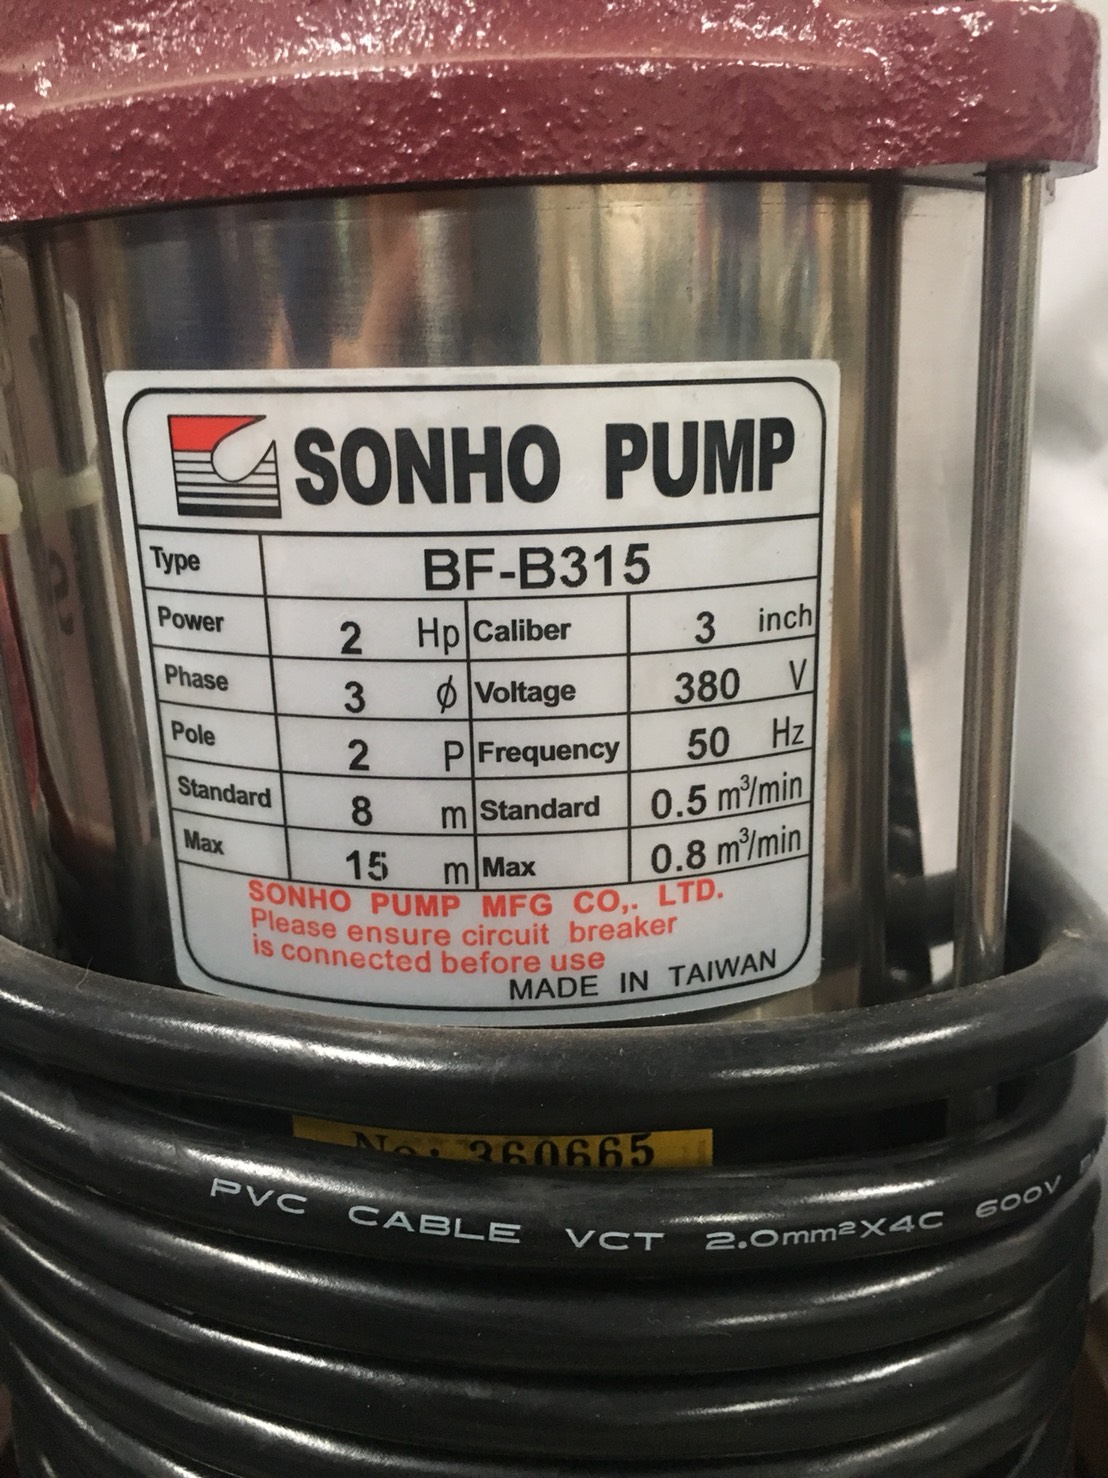 SONHO PUMP
Type BF-B315
Power 2 Hp Caliber 3 inch
Phase 3 ϕ Voltage 380 V
Pole 2 P Frequency 50 Hz
Standard 8 m Standard 0.5 m³/min
Max 15 m Max 0.8 m³/min
SONHO PUMP MFG CO,. LTD.
Please ensure circuit breaker
is connected before use
MADE IN TAIWAN
No: 360665
PVC CABLE VCT 2.0mm²X4C 600V